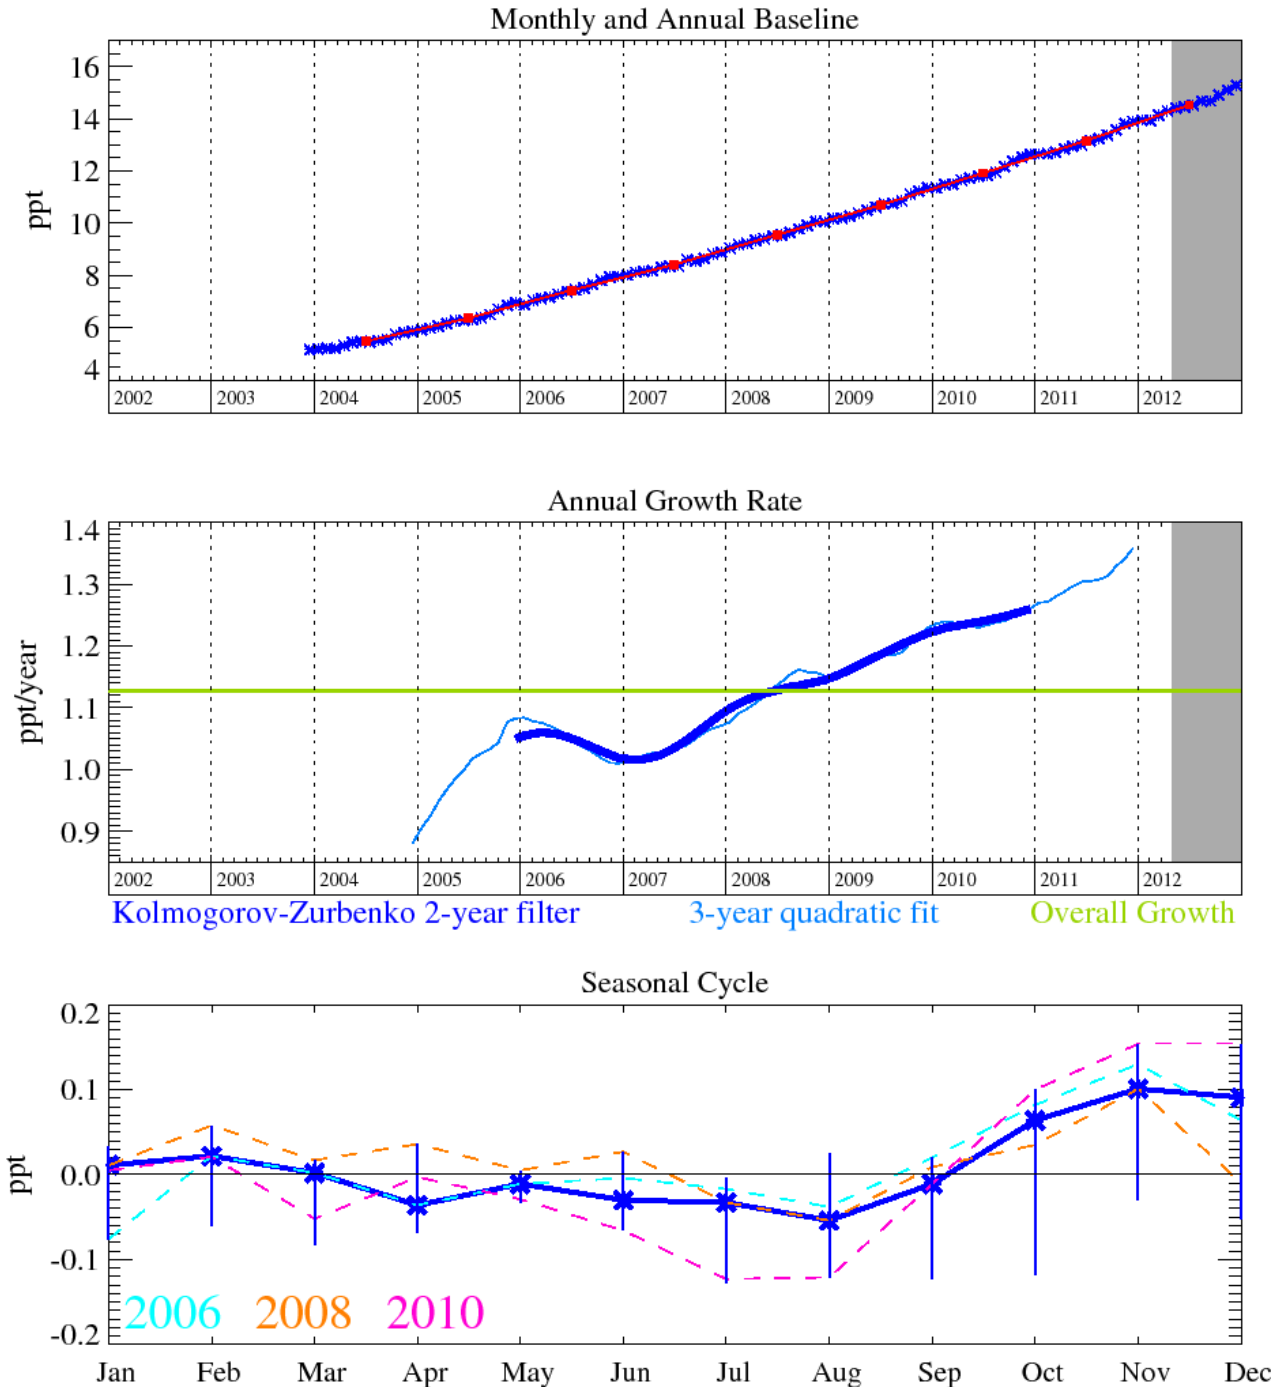 Monthly and Annual Baseline
16
14
12
10
8
6
4
ppt
2002 2003 2004 2005 2006 2007 2008 2009 2010 2011 2012
Annual Growth Rate
1.4
1.3
1.2
1.1
1.0
0.9
ppt/year
2002 2003 2004 2005 2006 2007 2008 2009 2010 2011 2012
Kolmogorov-Zurbenko 2-year filter 3-year quadratic fit Overall Growth
Seasonal Cycle
0.2
0.1
0.0
-0.1
-0.2
ppt
2006 2008 2010
Jan Feb Mar Apr May Jun Jul Aug Sep Oct Nov Dec